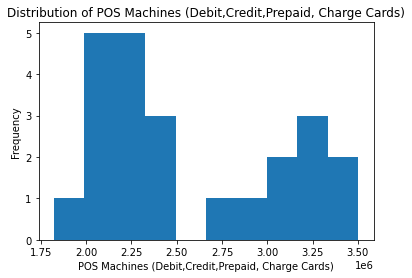 Distribution of POS Machines (Debit,Credit,Prepaid, Charge Cards)
5
4
3
2
1
0
Frequency
1.75 2.00 2.25 2.50 2.75 3.00 3.25 3.50
1e6
POS Machines (Debit,Credit,Prepaid, Charge Cards)